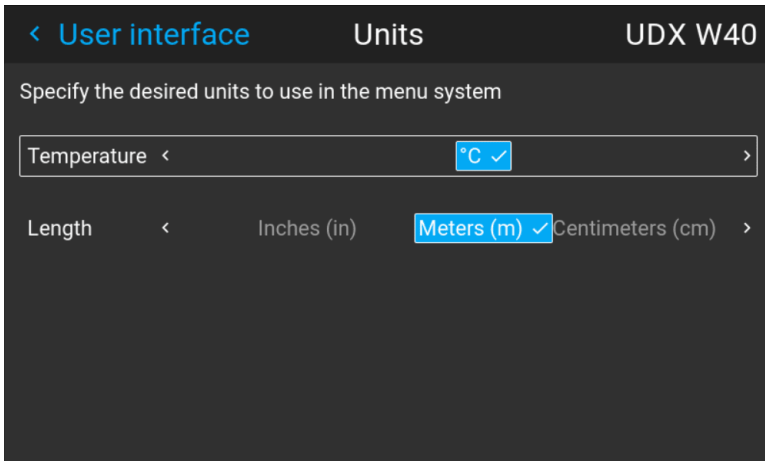 < User interface Units UDX W40
Specify the desired units to use in the menu system
Temperature < °C ✓ >
Length < Inches (in) Meters (m) ✓ Centimeters (cm) >